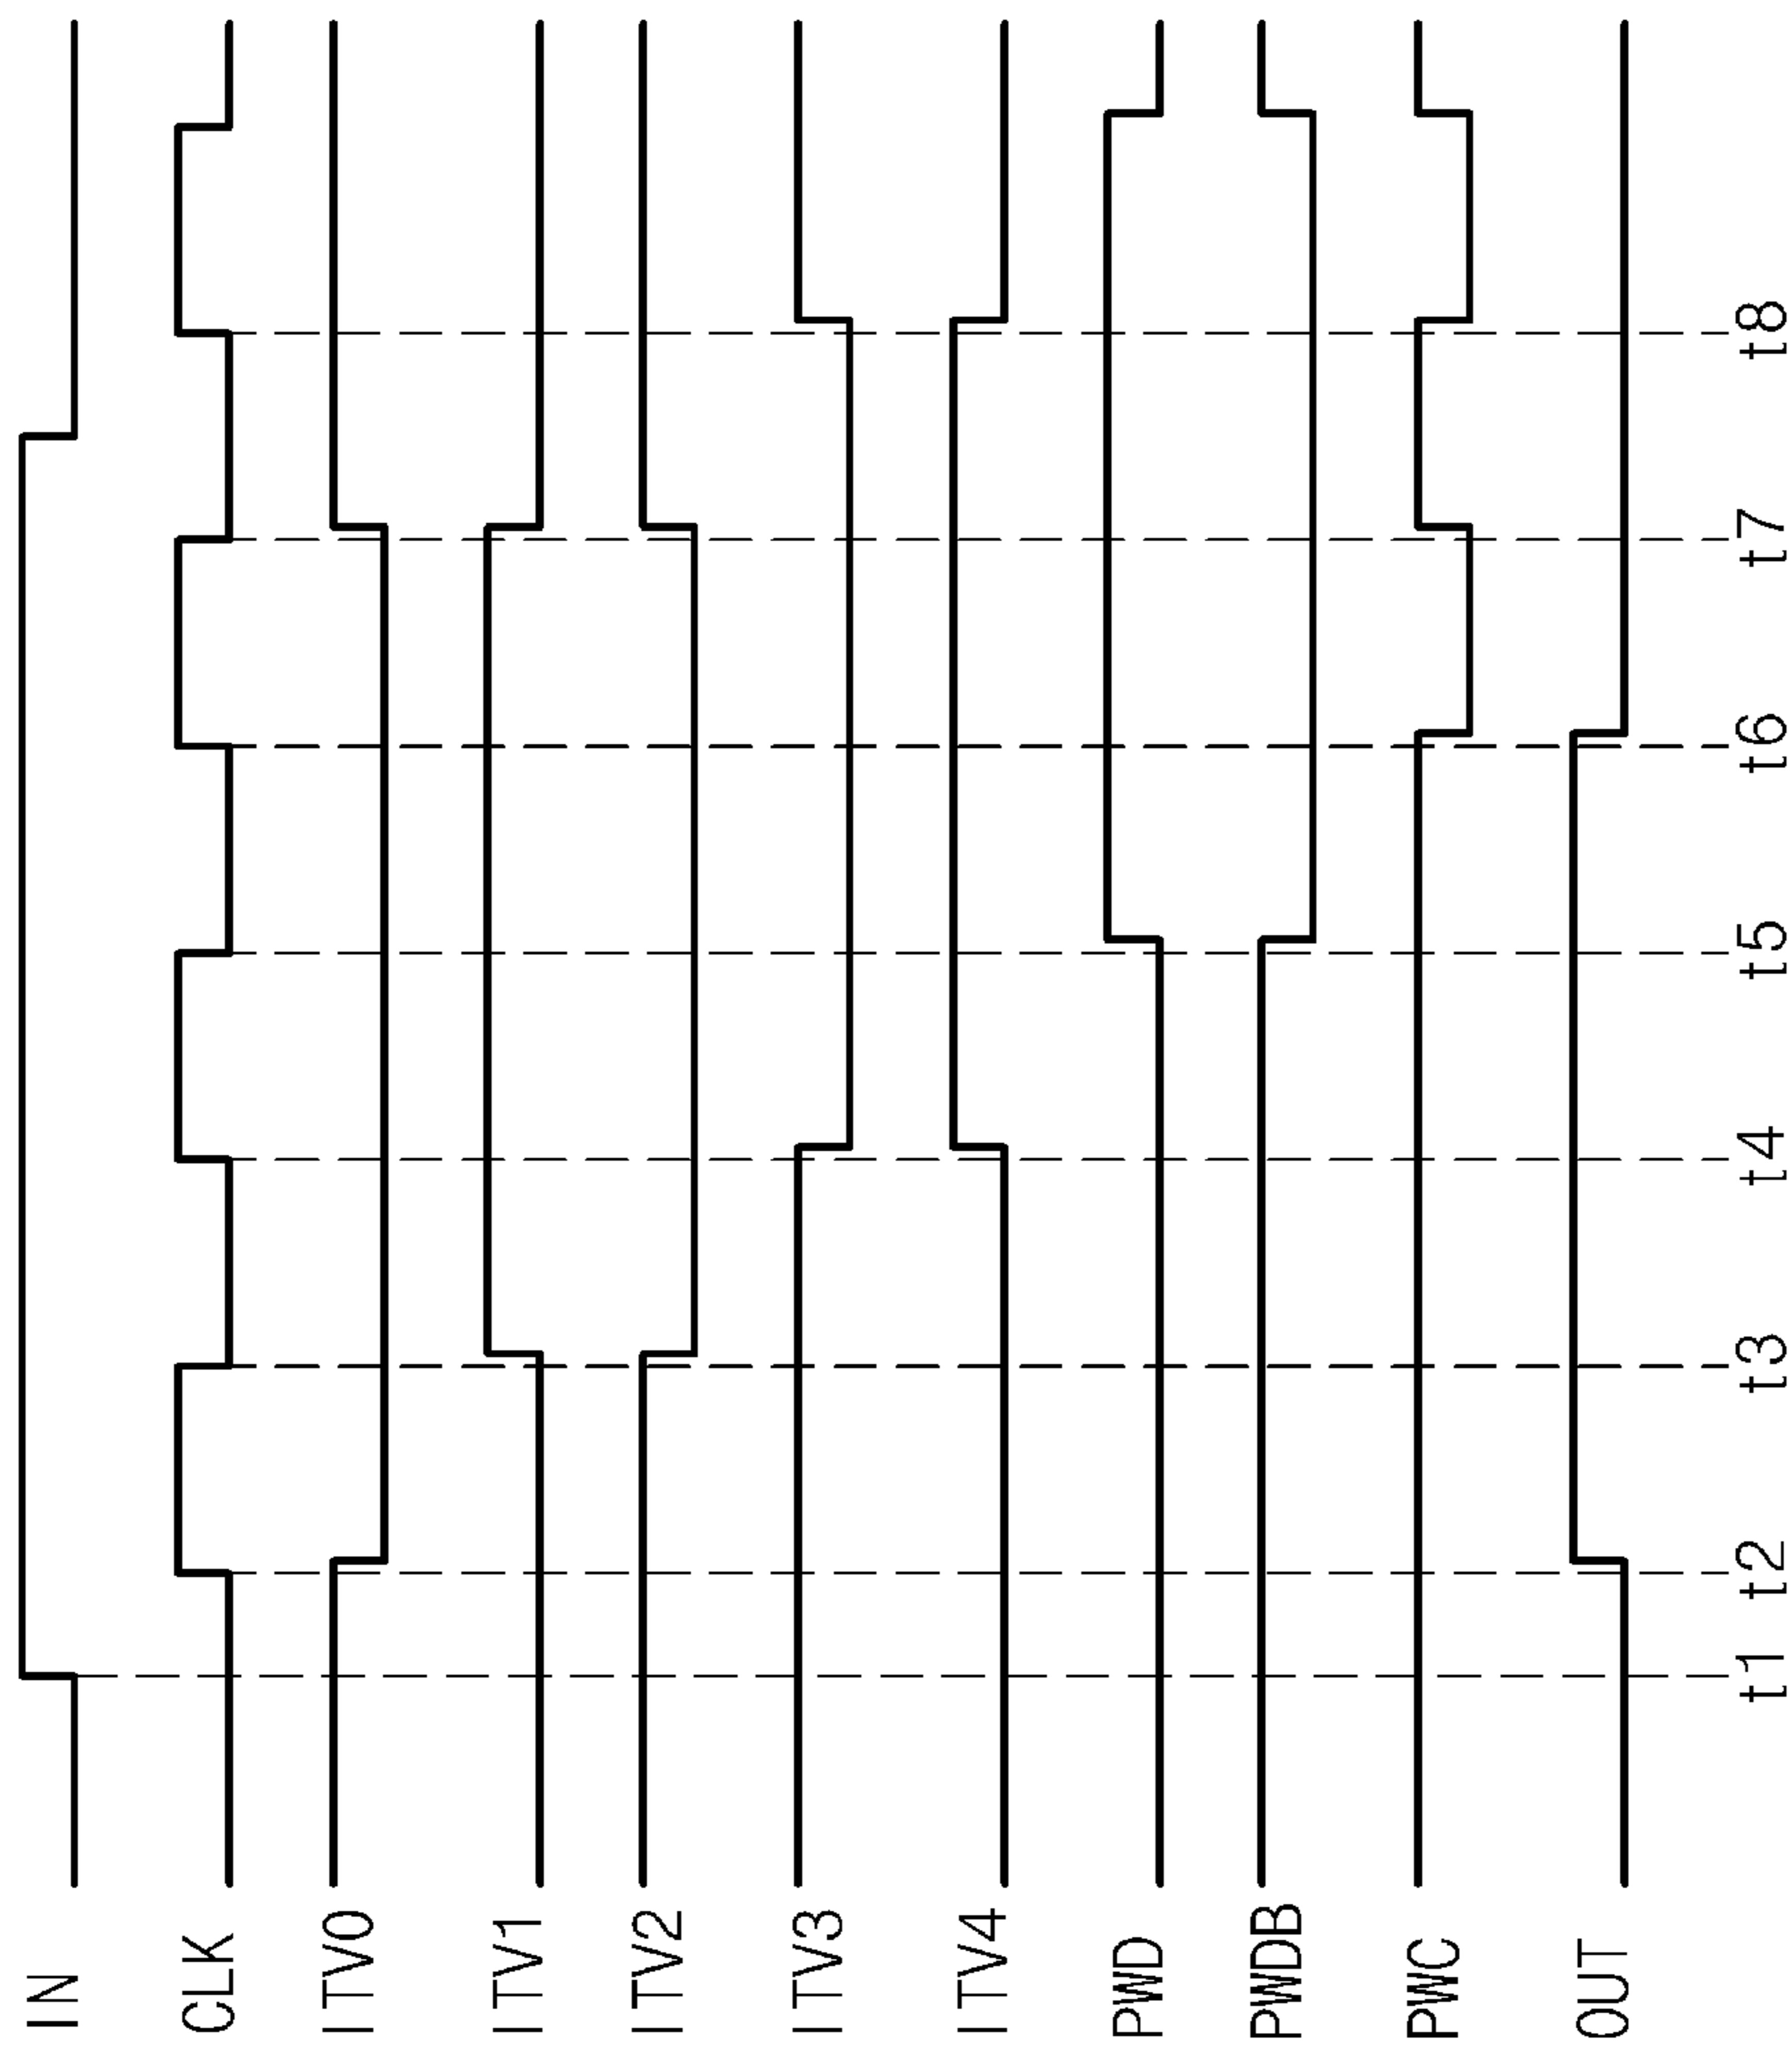 IN
CLK
ITV0
ITV1
ITV2
ITV3
ITV4
PWD
PWDB
PWC
OUT
t1 t2 t3 t4 t5 t6 t7 t8